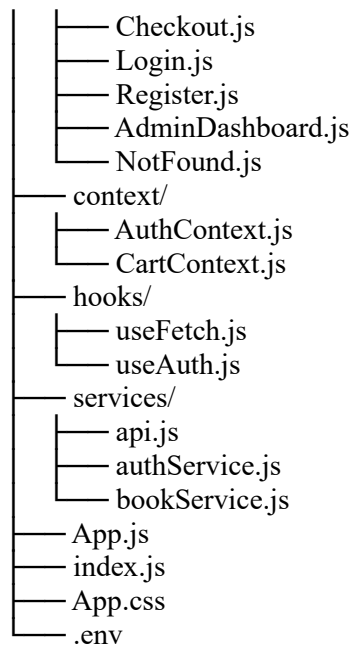 Checkout.js
Login.js
Register.js
AdminDashboard.js
NotFound.js
context/
AuthContext.js
CartContext.js
hooks/
useFetch.js
useAuth.js
services/
api.js
authService.js
bookService.js
App.js
index.js
App.css
.env